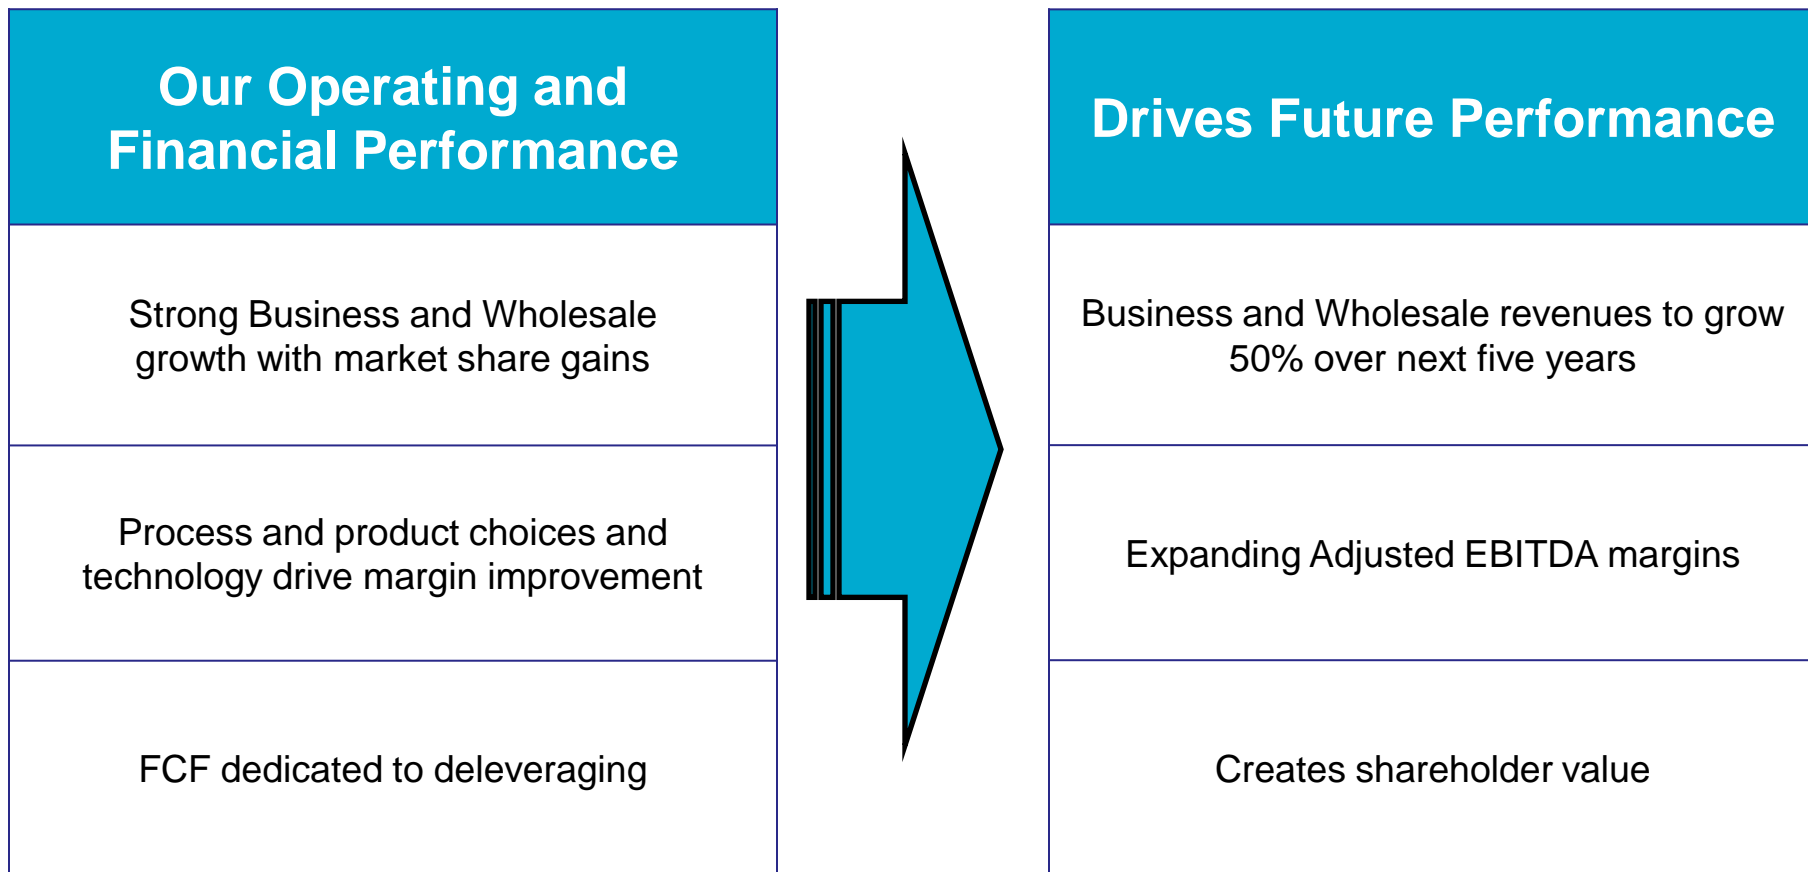 Our Operating and
Financial Performance
Strong Business and Wholesale
growth with market share gains
Process and product choices and
technology drive margin improvement
FCF dedicated to deleveraging
Drives Future Performance
Business and Wholesale revenues to grow
50% over next five years
Expanding Adjusted EBITDA margins
Creates shareholder value